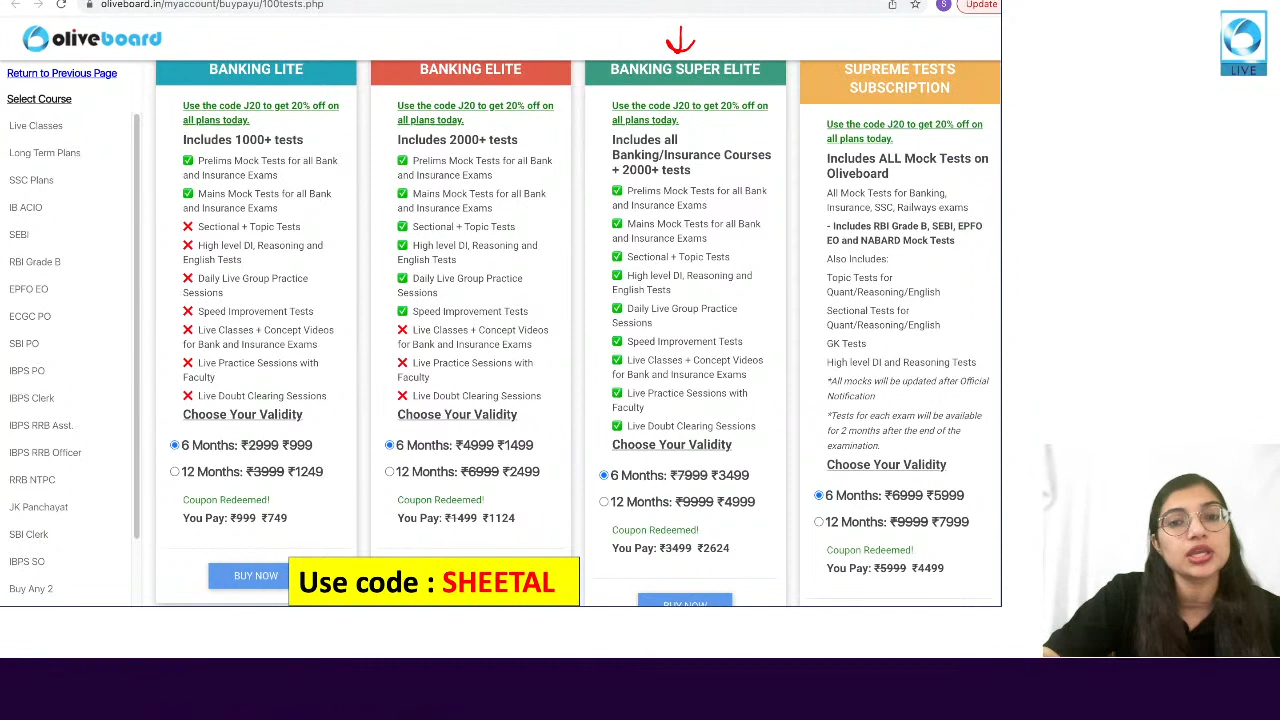 oliveboard.in/myaccount/buypayu/100tests.php
S
Update
oliveboard
LIVE
Return to Previous Page
Select Course
Live Classes
Long Term Plans
SSC Plans
IB ACIO
SEBI
RBI Grade B
EPFO EO
ECGC PO
SBI PO
IBPS PO
IBPS Clerk
IBPS RRB Asst.
IBPS RRB Officer
RRB NTPC
JK Panchayat
SBI Clerk
IBPS SO
Buy Any 2
BANKING LITE
Use the code J20 to get 20% off on
all plans today.
Includes 1000+ tests
Prelims Mock Tests for all Bank
and Insurance Exams
Mains Mock Tests for all Bank
and Insurance Exams
Sectional + Topic Tests
High level DI, Reasoning and
English Tests
Daily Live Group Practice
Sessions
Speed Improvement Tests
Live Classes + Concept Videos
for Bank and Insurance Exams
Live Practice Sessions with
Faculty
Live Doubt Clearing Sessions
Choose Your Validity
6 Months: ₹2999 ₹999
12 Months: ₹3999 ₹1249
Coupon Redeemed!
You Pay: ₹999 ₹749
BUY NOW
BANKING ELITE
Use the code J20 to get 20% off on
all plans today.
Includes 2000+ tests
Prelims Mock Tests for all Bank
and Insurance Exams
Mains Mock Tests for all Bank
and Insurance Exams
Sectional + Topic Tests
High level DI, Reasoning and
English Tests
Daily Live Group Practice
Sessions
Speed Improvement Tests
Live Classes + Concept Videos
for Bank and Insurance Exams
Live Practice Sessions with
Faculty
Live Doubt Clearing Sessions
Choose Your Validity
6 Months: ₹4999 ₹1499
12 Months: ₹6999 ₹2499
Coupon Redeemed!
You Pay: ₹1499 ₹1124
BANKING SUPER ELITE
Use the code J20 to get 20% off on
all plans today.
Includes all
Banking/Insurance Courses
+ 2000+ tests
Prelims Mock Tests for all Bank
and Insurance Exams
Mains Mock Tests for all Bank
and Insurance Exams
Sectional + Topic Tests
High level DI, Reasoning and
English Tests
Daily Live Group Practice
Sessions
Speed Improvement Tests
Live Classes + Concept Videos
for Bank and Insurance Exams
Live Practice Sessions with
Faculty
Live Doubt Clearing Sessions
Choose Your Validity
6 Months: ₹7999 ₹3499
12 Months: ₹9999 ₹4999
Coupon Redeemed!
You Pay: ₹3499 ₹2624
BUY NOW
SUPREME TESTS
SUBSCRIPTION
Use the code J20 to get 20% off on
all plans today.
Includes ALL Mock Tests on
Oliveboard
All Mock Tests for Banking,
Insurance, SSC, Railways exams
- Includes RBI Grade B, SEBI, EPFO
EO and NABARD Mock Tests
Also Includes:
Topic Tests for
Quant/Reasoning/English
Sectional Tests for
Quant/Reasoning/English
GK Tests
High level DI and Reasoning Tests
*All mocks will be updated after Official
Notification
*Tests for each exam will be available
for 2 months after the end of the
examination.
Choose Your Validity
6 Months: ₹6999 ₹5999
12 Months: ₹9999 ₹7999
Coupon Redeemed!
You Pay: ₹5999 ₹4499
Use code : SHEETAL